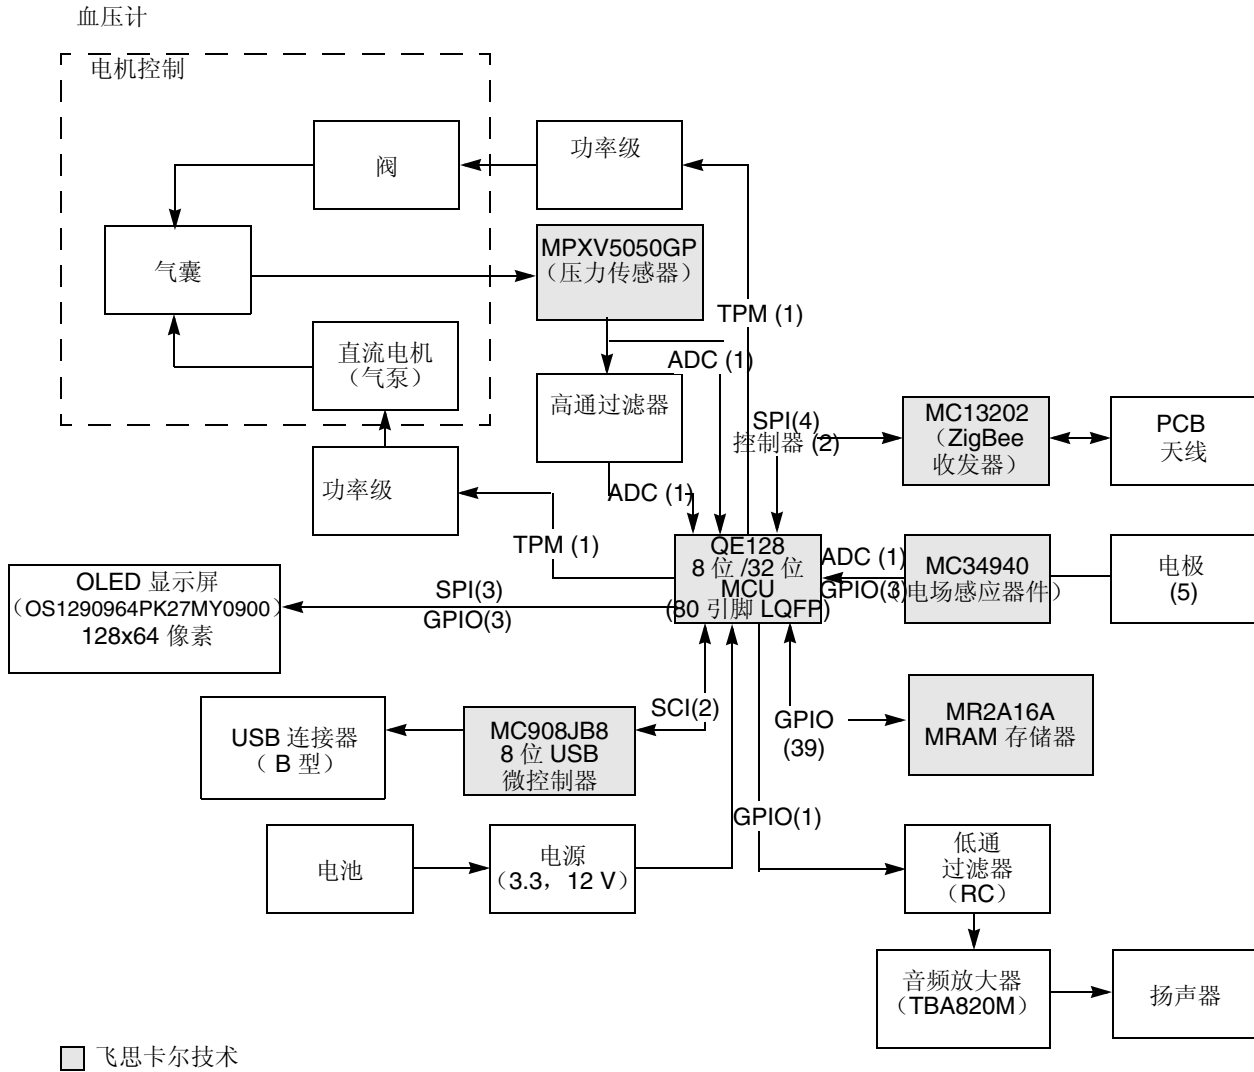 血压计
电机控制
阀
功率级
气囊
MPXV5050GP
（压力传感器）
TPM (1)
直流电机
（气泵）
ADC (1)
高通过滤器
SPI(4)
控制器 (2)
MC13202
（ZigBee
收发器）
PCB
天线
功率级
ADC (1)
TPM (1)
QE128
8 位 /32 位
MCU
(80 引脚 LQFP)
ADC (1)
GPIO(3)
MC34940
（电场感应器件）
电极
(5)
OLED 显示屏
（OS1290964PK27MY0900）
128x64 像素
SPI(3)
GPIO(3)
SCI(2)
USB 连接器
（ B 型）
MC908JB8
8 位 USB
微控制器
GPIO
(39)
MR2A16A
MRAM 存储器
GPIO(1)
电池
电源
（3.3，12 V）
低通
过滤器
（RC）
音频放大器
（TBA820M）
扬声器
飞思卡尔技术